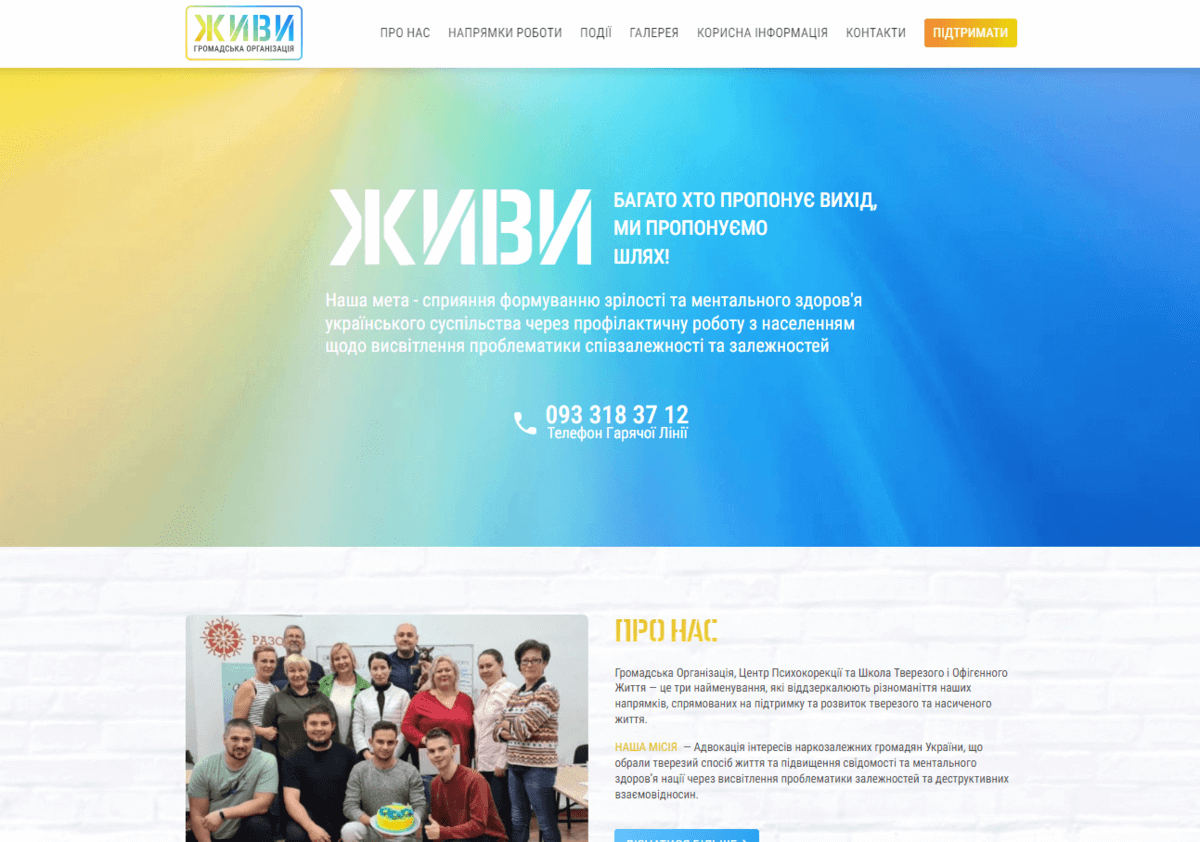 ЖИВИ
ГРОМАДСЬКА ОРГАНІЗАЦІЯ
ПРО НАС
НАПРЯМКИ РОБОТИ
ПОДІЇ
ГАЛЕРЕЯ
КОРИСНА ІНФОРМАЦІЯ
КОНТАКТИ
ПІДТРИМАТИ
ЖИВИ
БАГАТО ХТО ПРОПОНУЄ ВИХІД,
МИ ПРОПОНУЄМО
ШЛЯХ!
Наша мета - сприяння формуванню зрілості та ментального здоров'я
українського суспільства через профілактичну роботу з населенням
щодо висвітлення проблематики співзалежності та залежностей
093 318 37 12
Телефон Гарячої Лінії
ПРО НАС
Громадська Організація, Центр Психокорекції та Школа Тверезого і Офігєнного
Життя — це три найменування, які віддзеркалюють різноманіття наших
напрямків, спрямованих на підтримку та розвиток тверезого та насиченого
життя.
НАША МІСІЯ — Адвокація інтересів наркозалежних громадян України, що
обрали тверезий спосіб життя та підвищення свідомості та ментального
здоров'я нації через висвітлення проблематики залежностей та деструктивних
взаємовідносин.